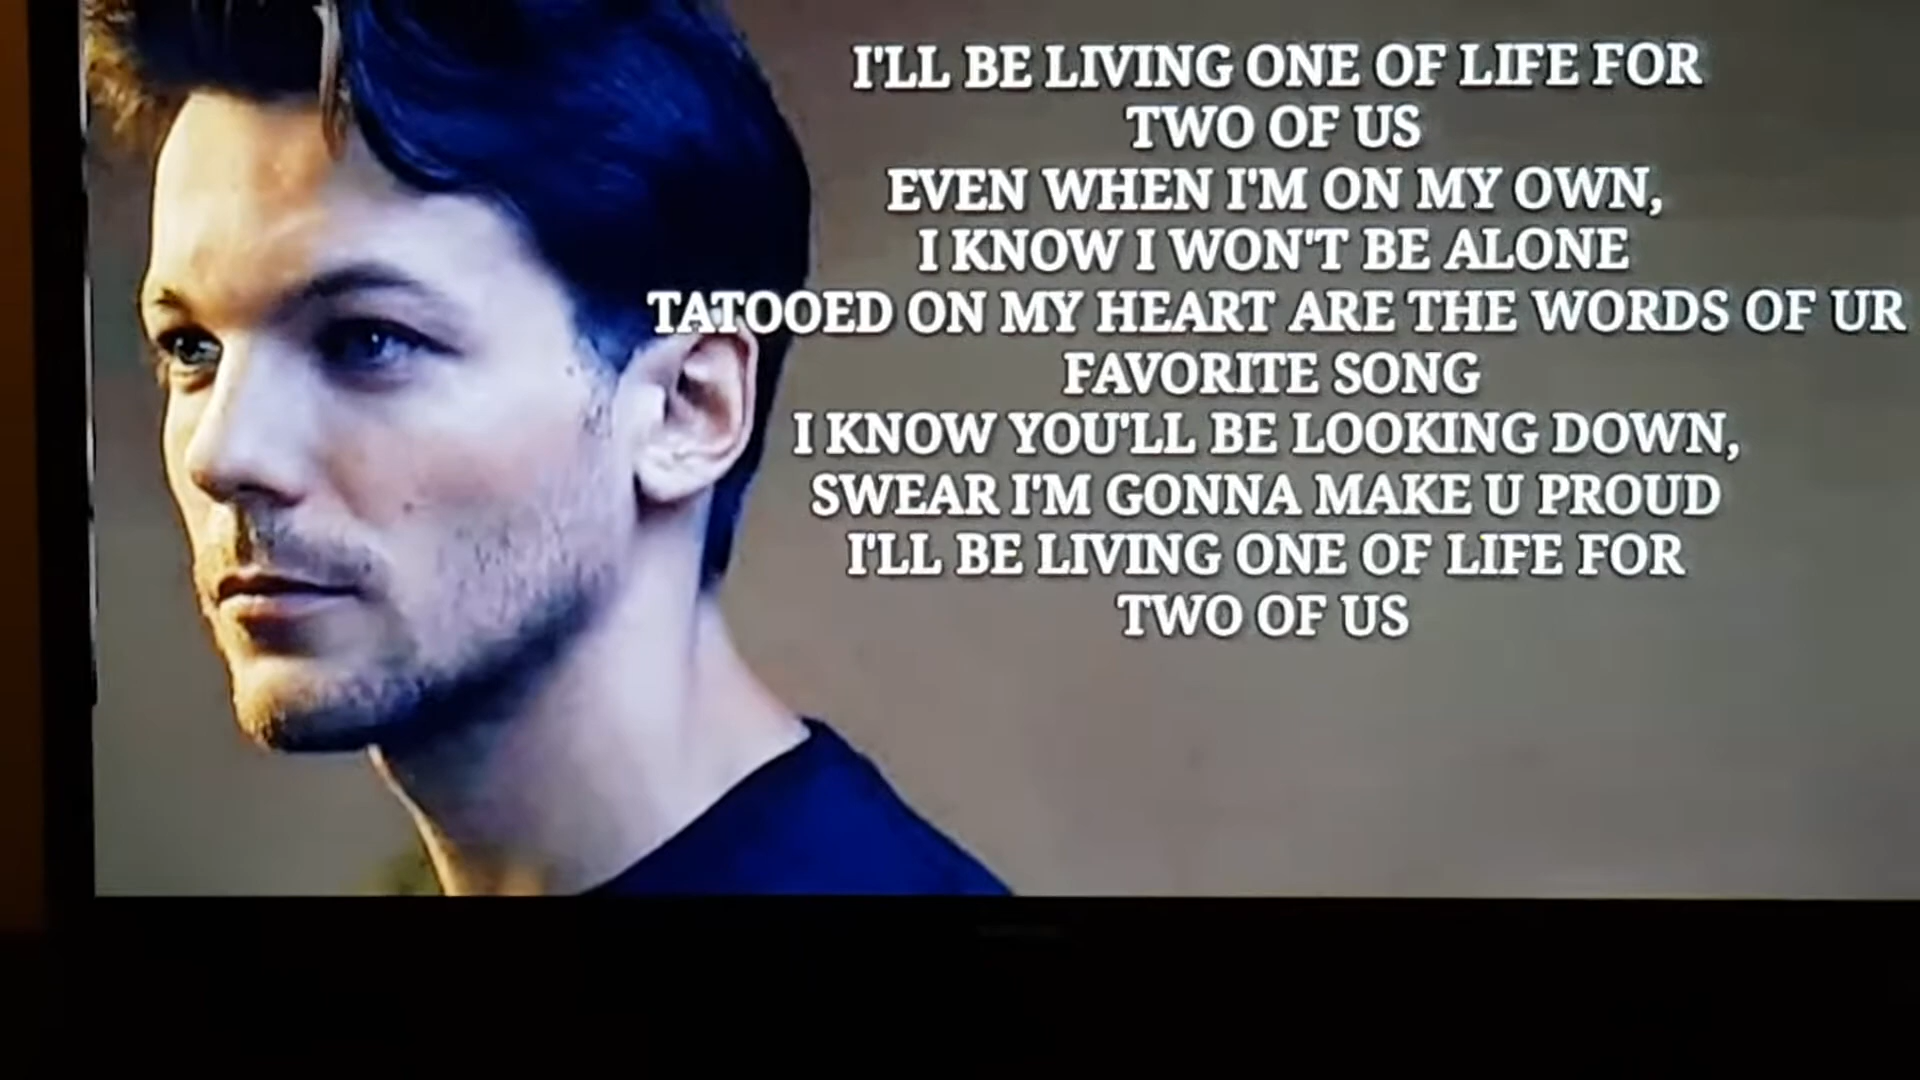 I'LL BE LIVING ONE OF LIFE FOR
TWO OF US
EVEN WHEN I'M ON MY OWN,
I KNOW I WON'T BE ALONE
TATOOED ON MY HEART ARE THE WORDS OF UR
FAVORITE SONG
I KNOW YOU'LL BE LOOKING DOWN,
SWEAR I'M GONNA MAKE U PROUD
I'LL BE LIVING ONE OF LIFE FOR
TWO OF US